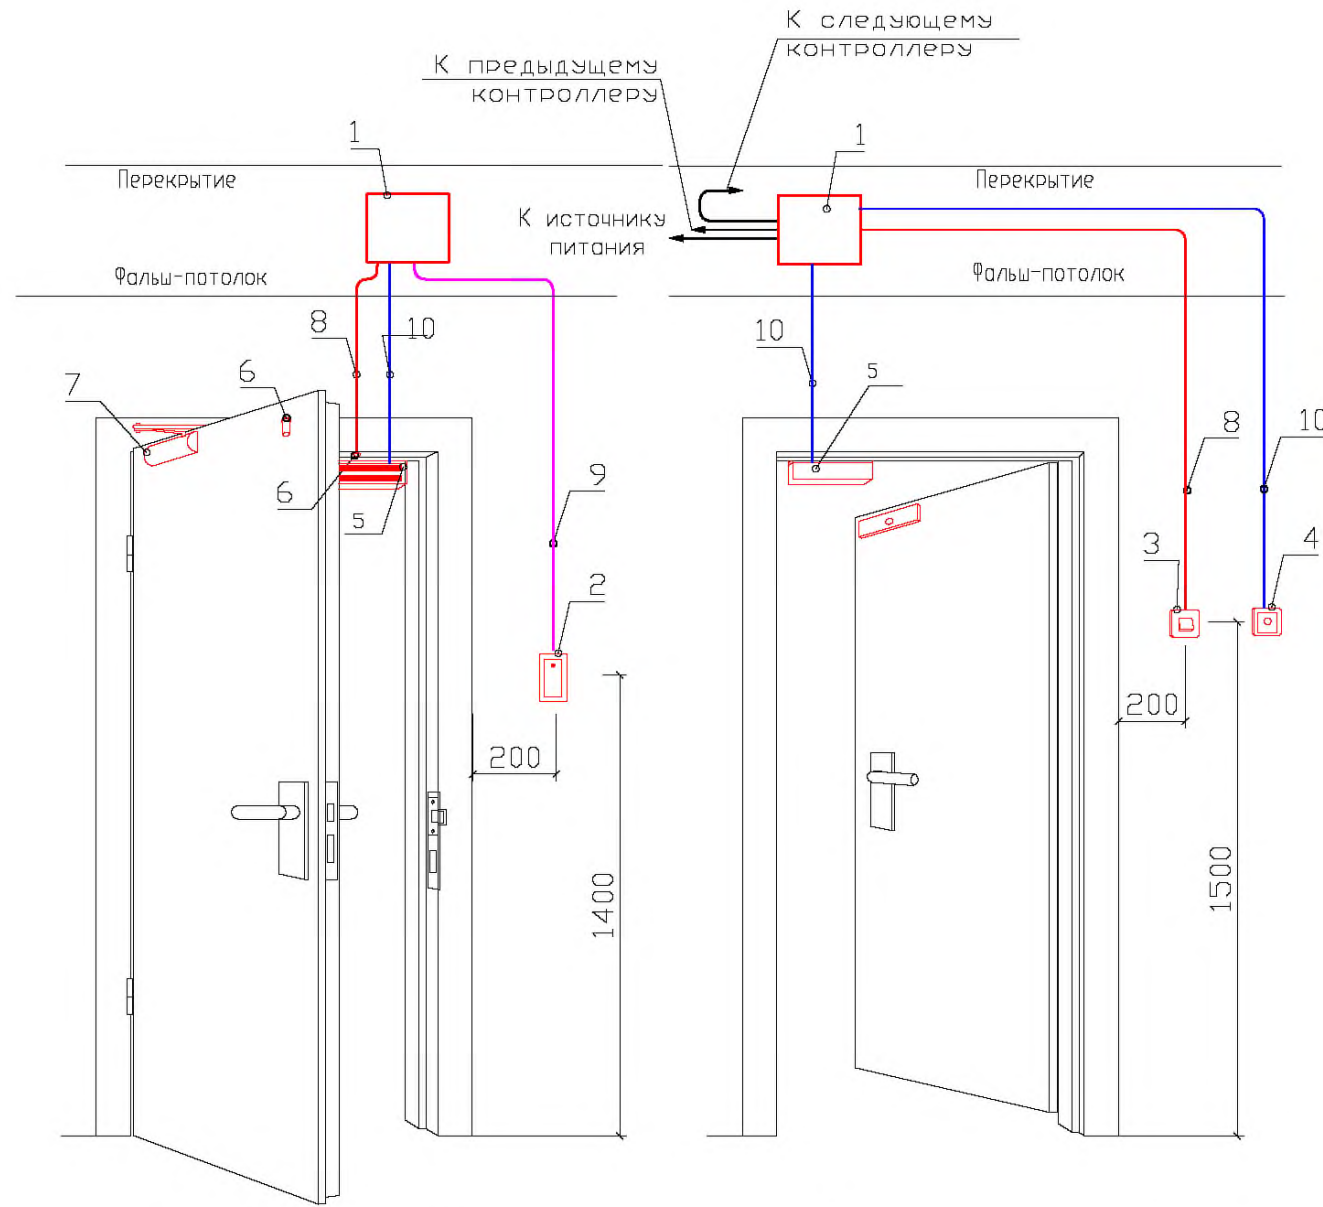 К следующему
контроллеру
К предыдущему
контроллеру
1
1
Перекрытие
Перекрытие
К источнику
питания
Фальш-потолок
Фальш-потолок
8
10
10
7
6
5
6
5
9
8
10
2
3
4
200
200
1400
1500